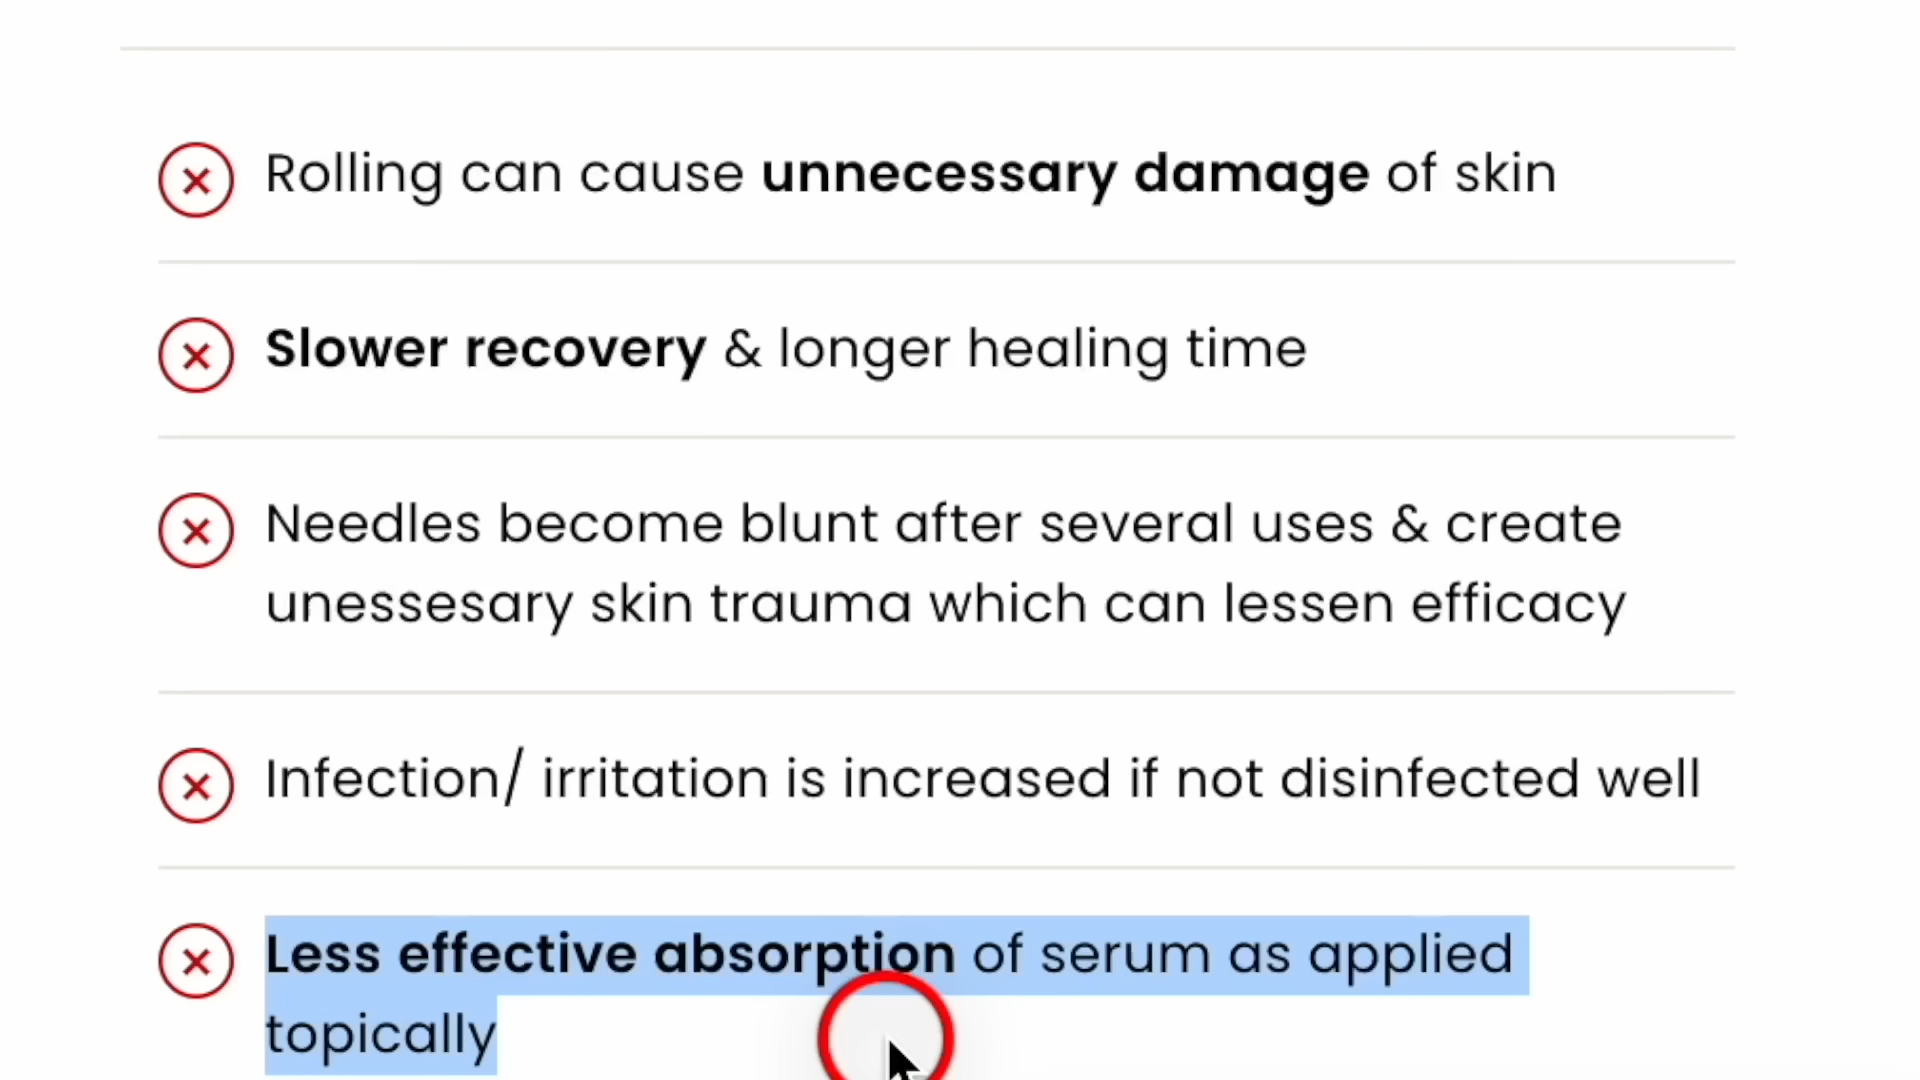 Rolling can cause unnecessary damage of skin
Slower recovery & longer healing time
Needles become blunt after several uses & create
unessesary skin trauma which can lessen efficacy
Infection/ irritation is increased if not disinfected well
Less effective absorption of serum as applied
topically